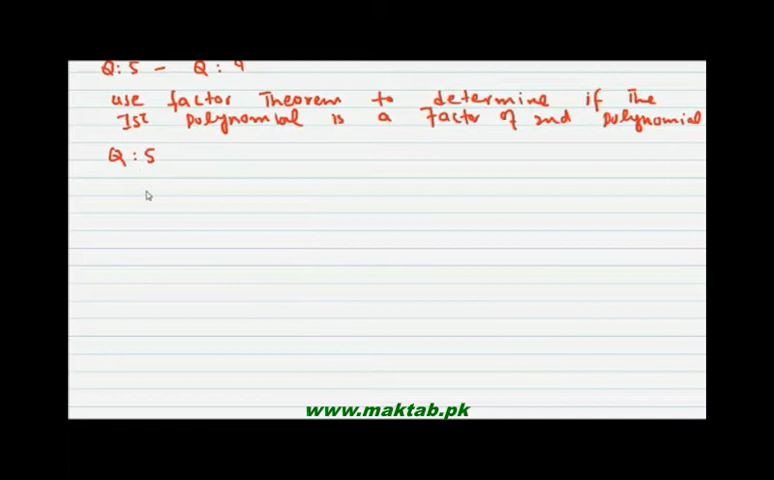 Q: 5 - Q: 9
use factor Theorem to determine if The
Ist polynomial is a Factor of 2nd polynomial
Q: 5
www.maktab.pk